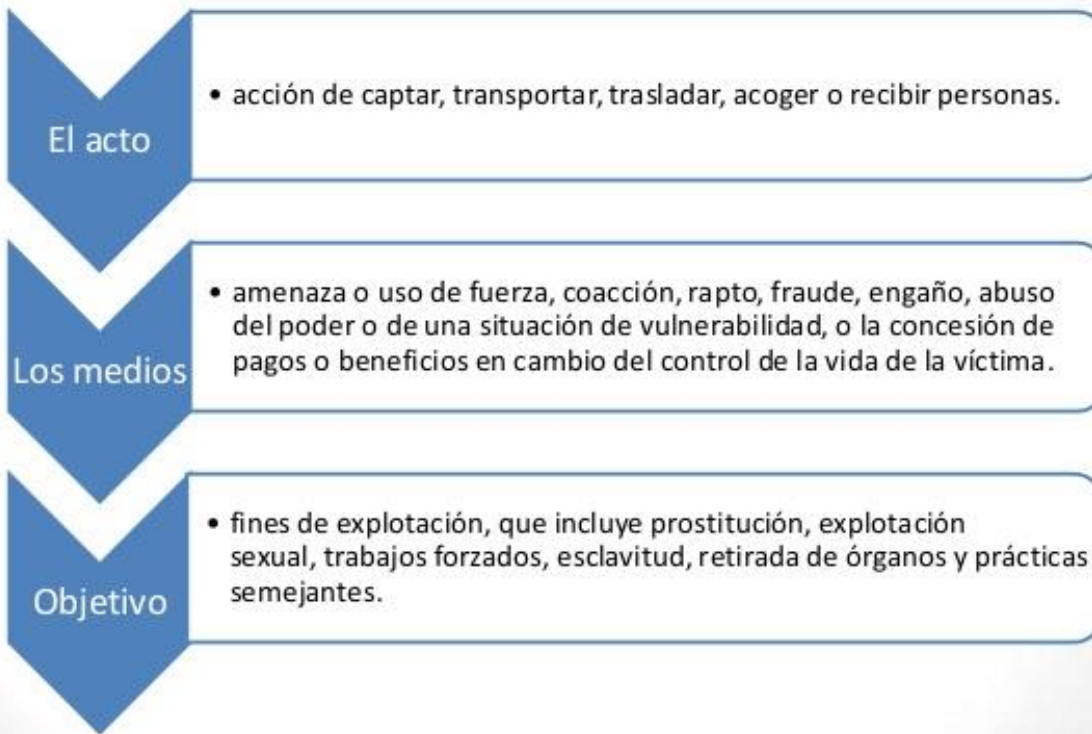 El acto
• acción de captar, transportar, trasladar, acoger o recibir personas.
Los medios
• amenaza o uso de fuerza, coacción, rapto, fraude, engaño, abuso
del poder o de una situación de vulnerabilidad, o la concesión de
pagos o beneficios en cambio del control de la vida de la víctima.
Objetivo
• fines de explotación, que incluye prostitución, explotación
sexual, trabajos forzados, esclavitud, retirada de órganos y prácticas
semejantes.